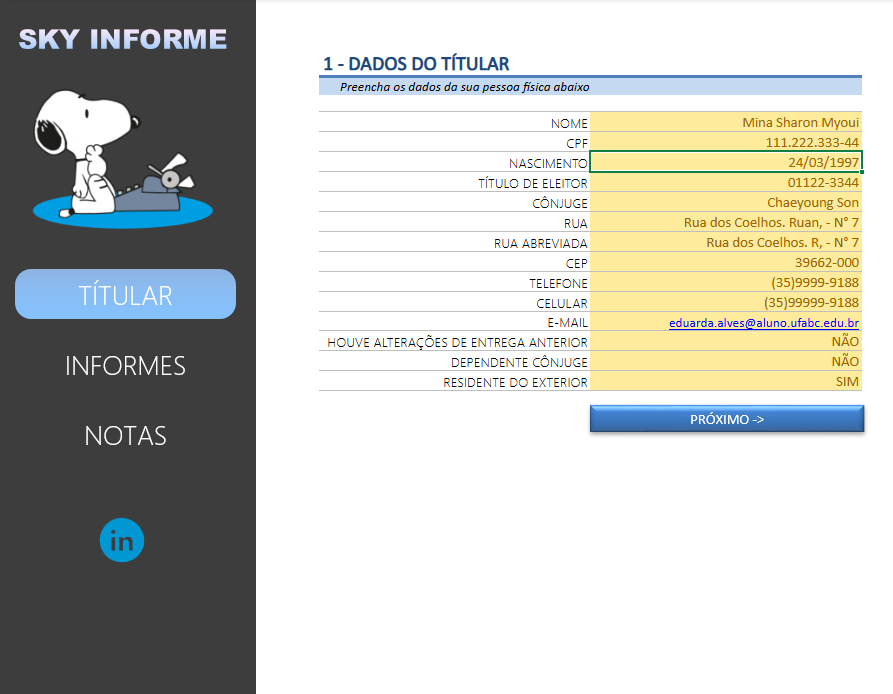 SKY INFORME
TÍTULAR
INFORMES
NOTAS
in
1 - DADOS DO TÍTULAR
Preencha os dados da sua pessoa física abaixo
NOME Mina Sharon Myoui
CPF 111.222.333-44
NASCIMENTO 24/03/1997
TÍTULO DE ELEITOR 01122-3344
CÔNJUGE Chaeyoung Son
RUA Rua dos Coelhos. Ruan, - N° 7
RUA ABREVIADA Rua dos Coelhos. R, - N° 7
CEP 39662-000
TELEFONE (35)9999-9188
CELULAR (35)99999-9188
E-MAIL eduarda.alves@aluno.ufabc.edu.br
HOUVE ALTERAÇÕES DE ENTREGA ANTERIOR NÃO
DEPENDENTE CÔNJUGE NÃO
RESIDENTE DO EXTERIOR SIM
PRÓXIMO ->